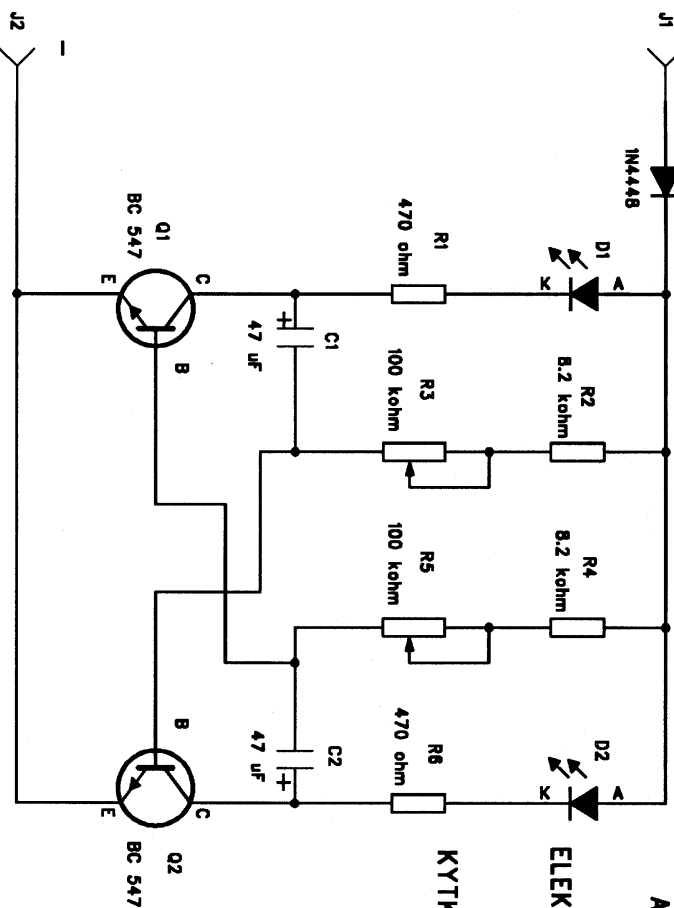 A
J1
1N4448
A
A
D1
D2
K
K
R2
8.2 kohm
R4
8.2 kohm
ELEK
R1
470 ohm
R3
100 kohm
R5
100 kohm
R6
470 ohm
KYTK
C1
+
47 uF
C2
+
47 uF
C
C
B
B
Q1
BC 547
Q2
BC 547
E
E
–
J2